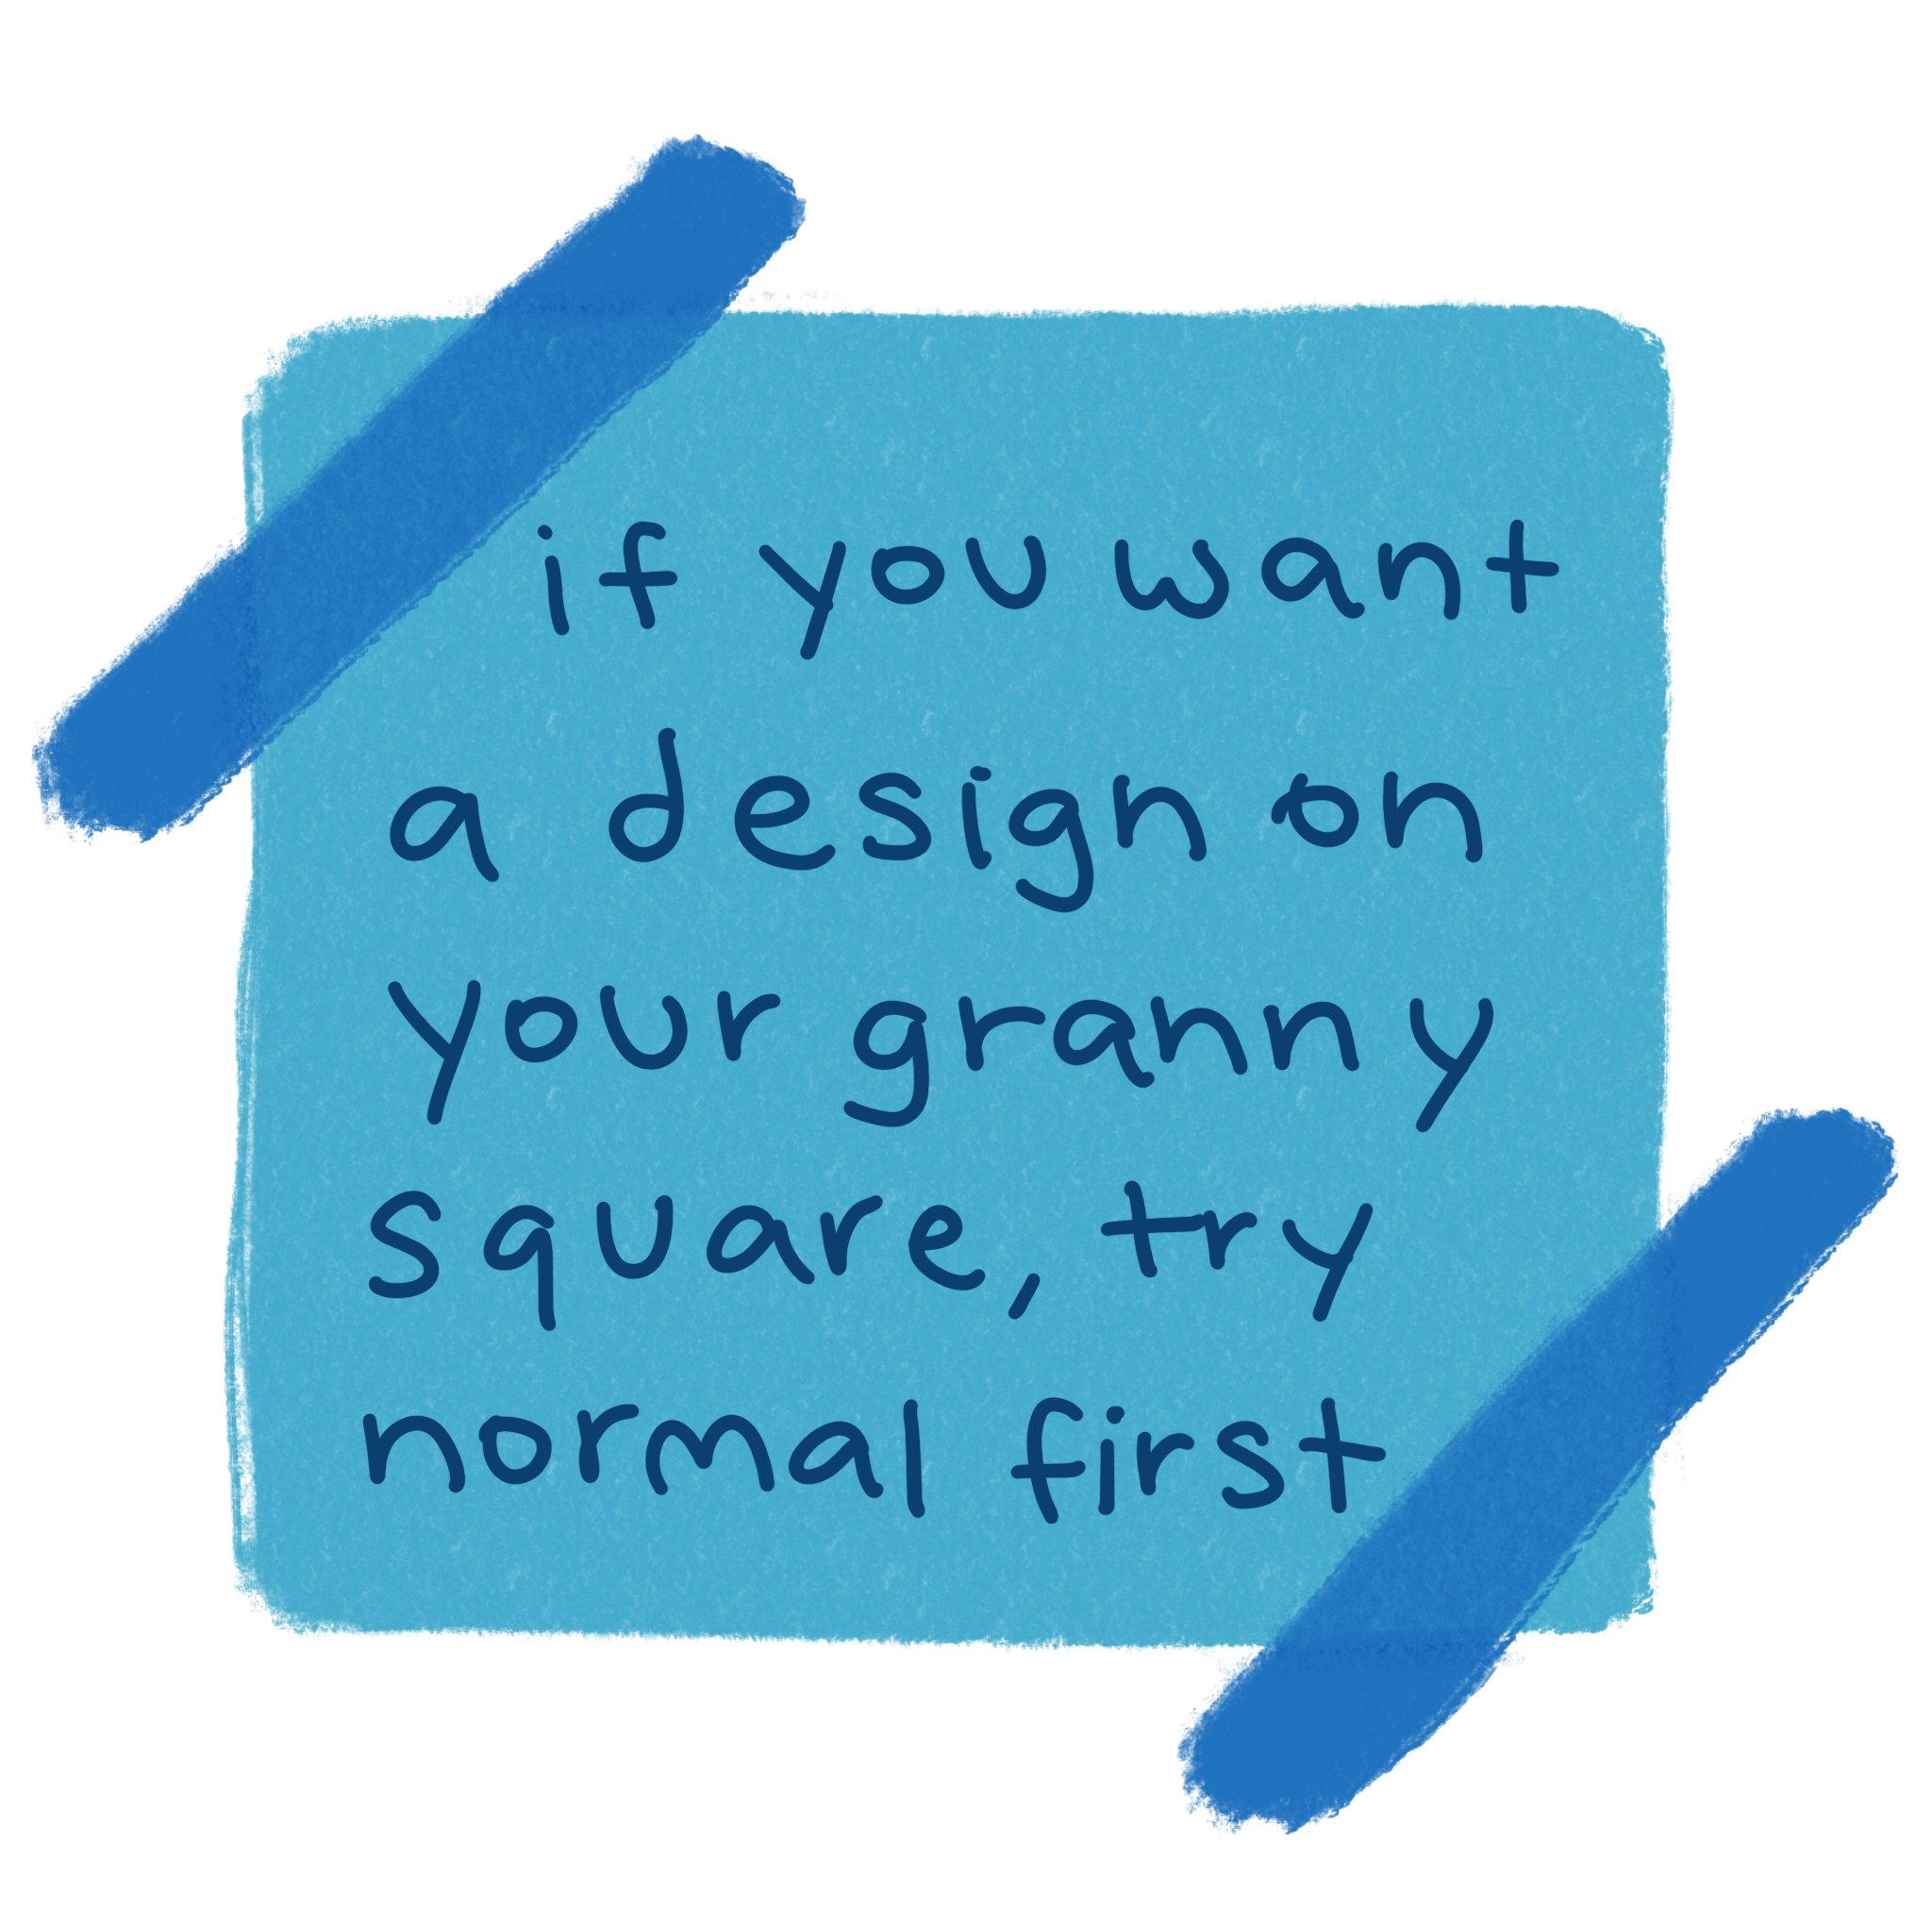 if you want
a design on
your granny
square, try
normal first